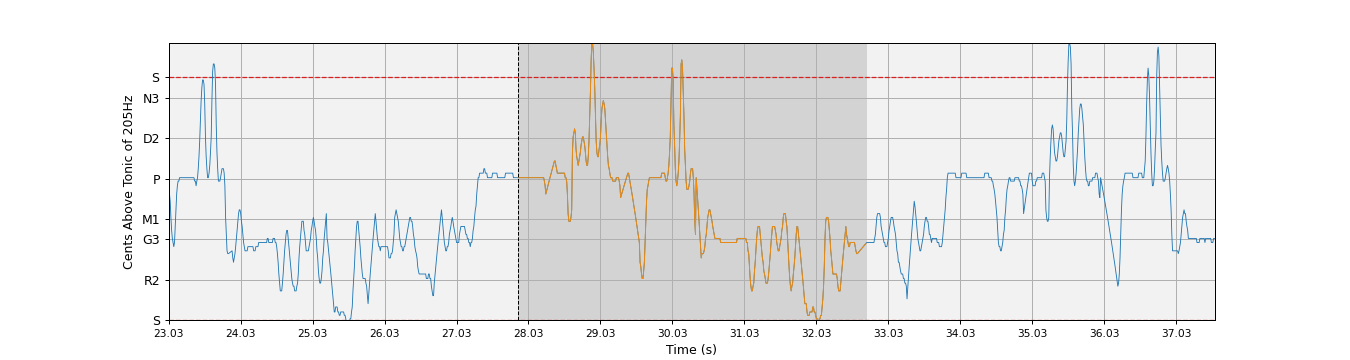 Cents Above Tonic of 205Hz
S
N3
D2
P
M1
G3
R2
S
23.03 24.03 25.03 26.03 27.03 28.03 29.03 30.03 31.03 32.03 33.03 34.03 35.03 36.03 37.03
Time (s)